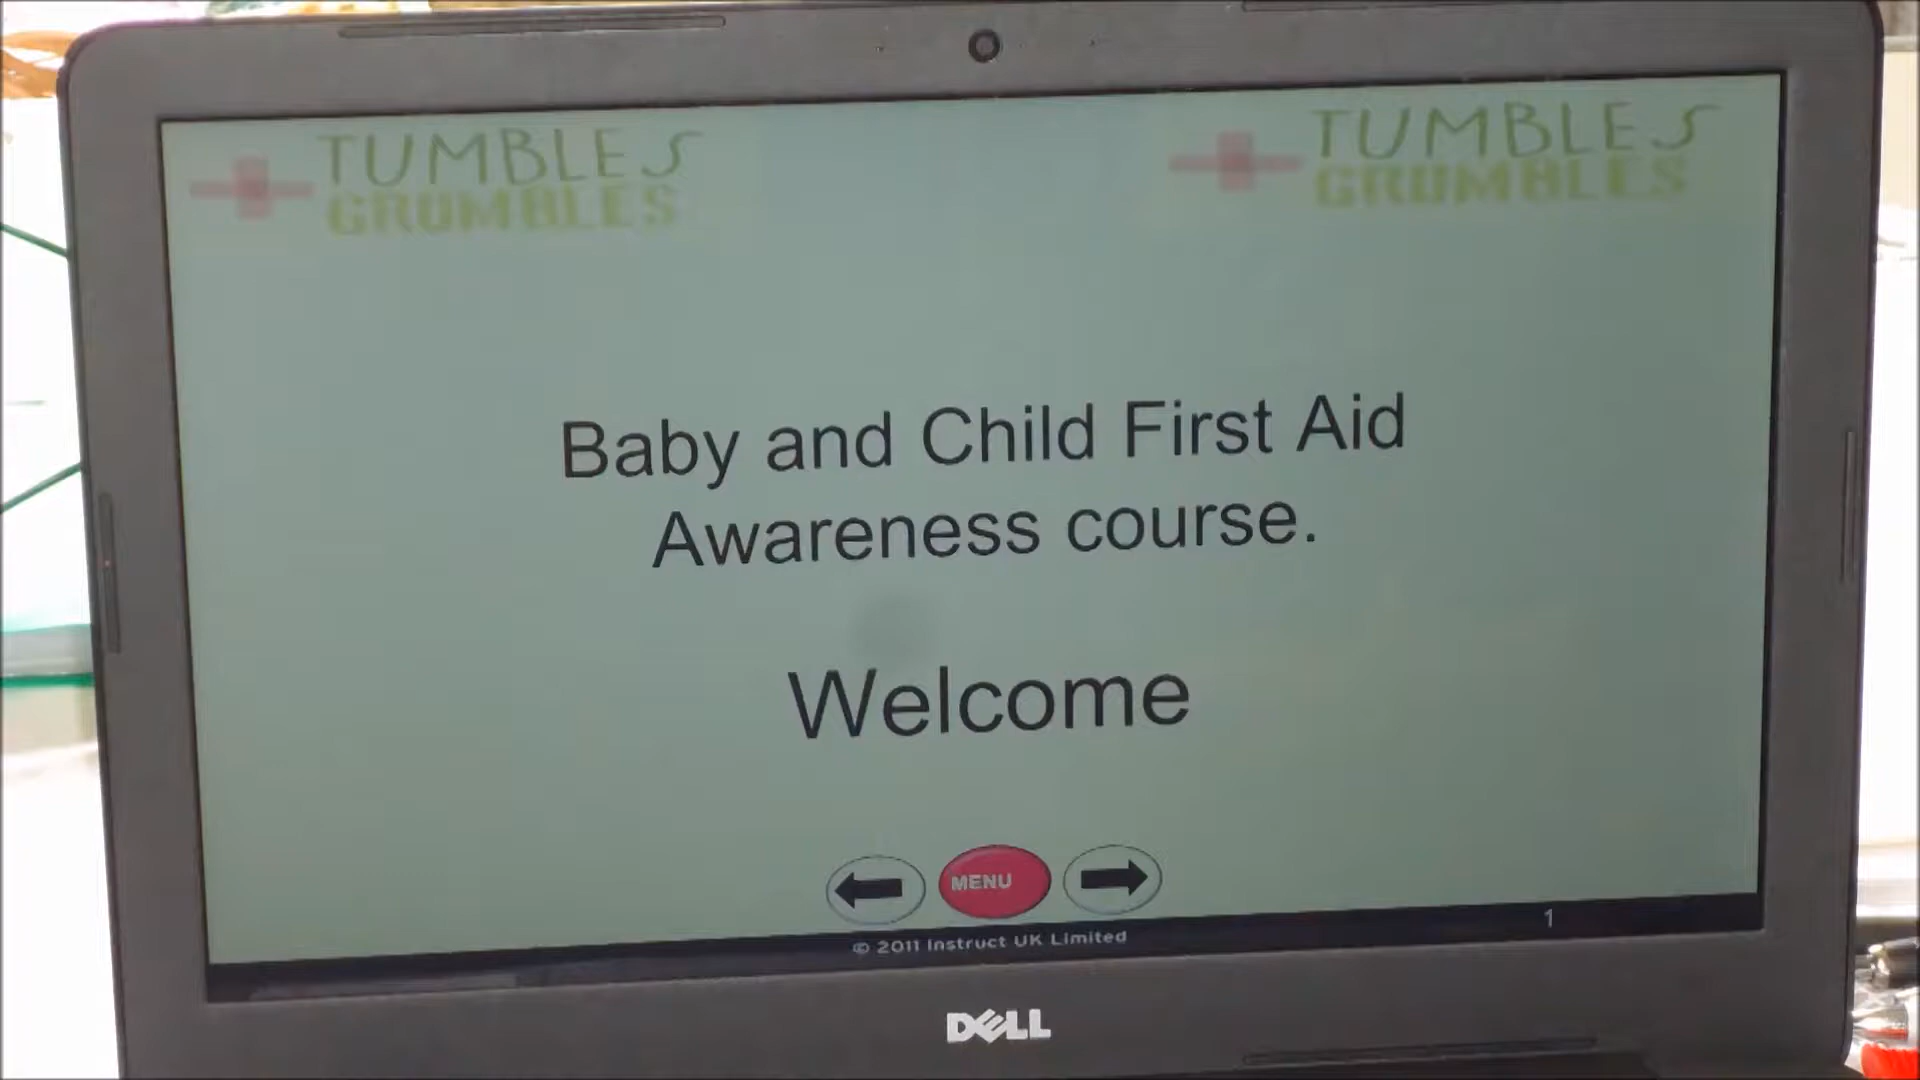 TUMBLES
GRUMBLES
TUMBLES
GRUMBLES
Baby and Child First Aid
Awareness course.
Welcome
MENU
1
© 2011 Instruct UK Limited
DELL